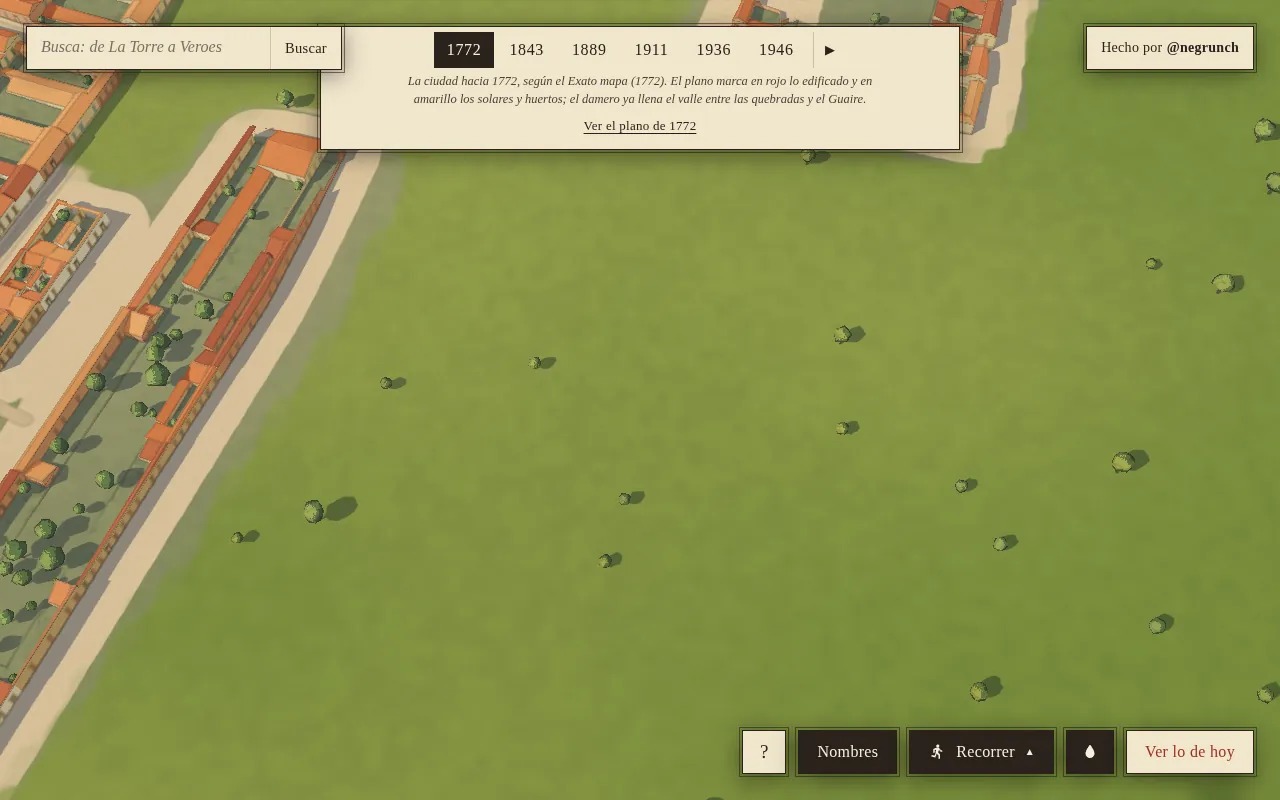 Busca: de La Torre a Veroes
Buscar
1772 1843 1889 1911 1936 1946 ▶
La ciudad hacia 1772, según el Exato mapa (1772). El plano marca en rojo lo edificado y en
amarillo los solares y huertos; el damero ya llena el valle entre las quebradas y el Guaire.
Ver el plano de 1772
Hecho por @negrunch
?
Nombres
Recorrer ▲
Ver lo de hoy